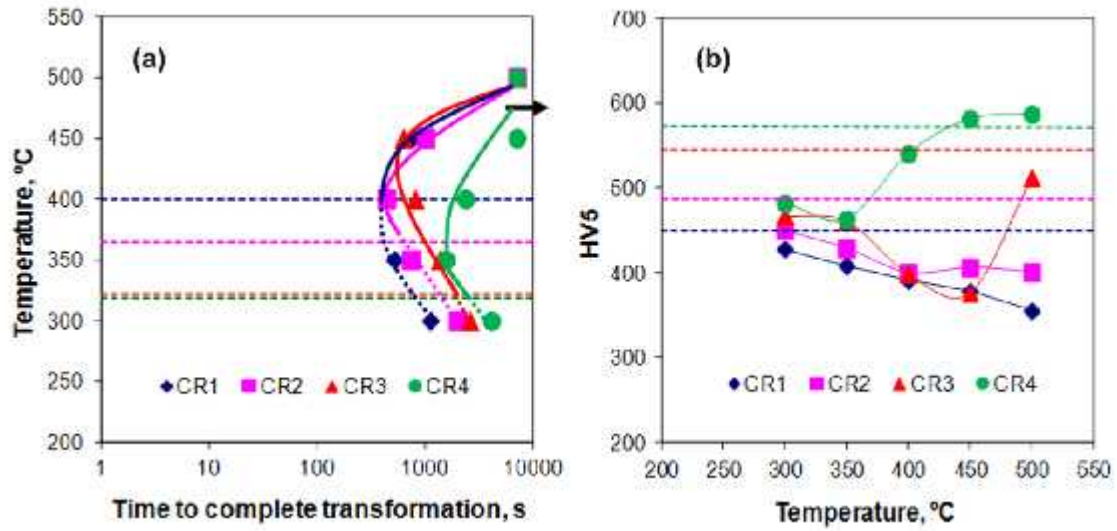 (a)
550
500
450
400
350
300
250
200
Temperature, ºC
CR1 CR2 CR3 CR4
1 10 100 1000 10000
Time to complete transformation, s
(b)
700
600
500
400
300
200
HV5
CR1 CR2 CR3 CR4
200 250 300 350 400 450 500 550
Temperature, ºC